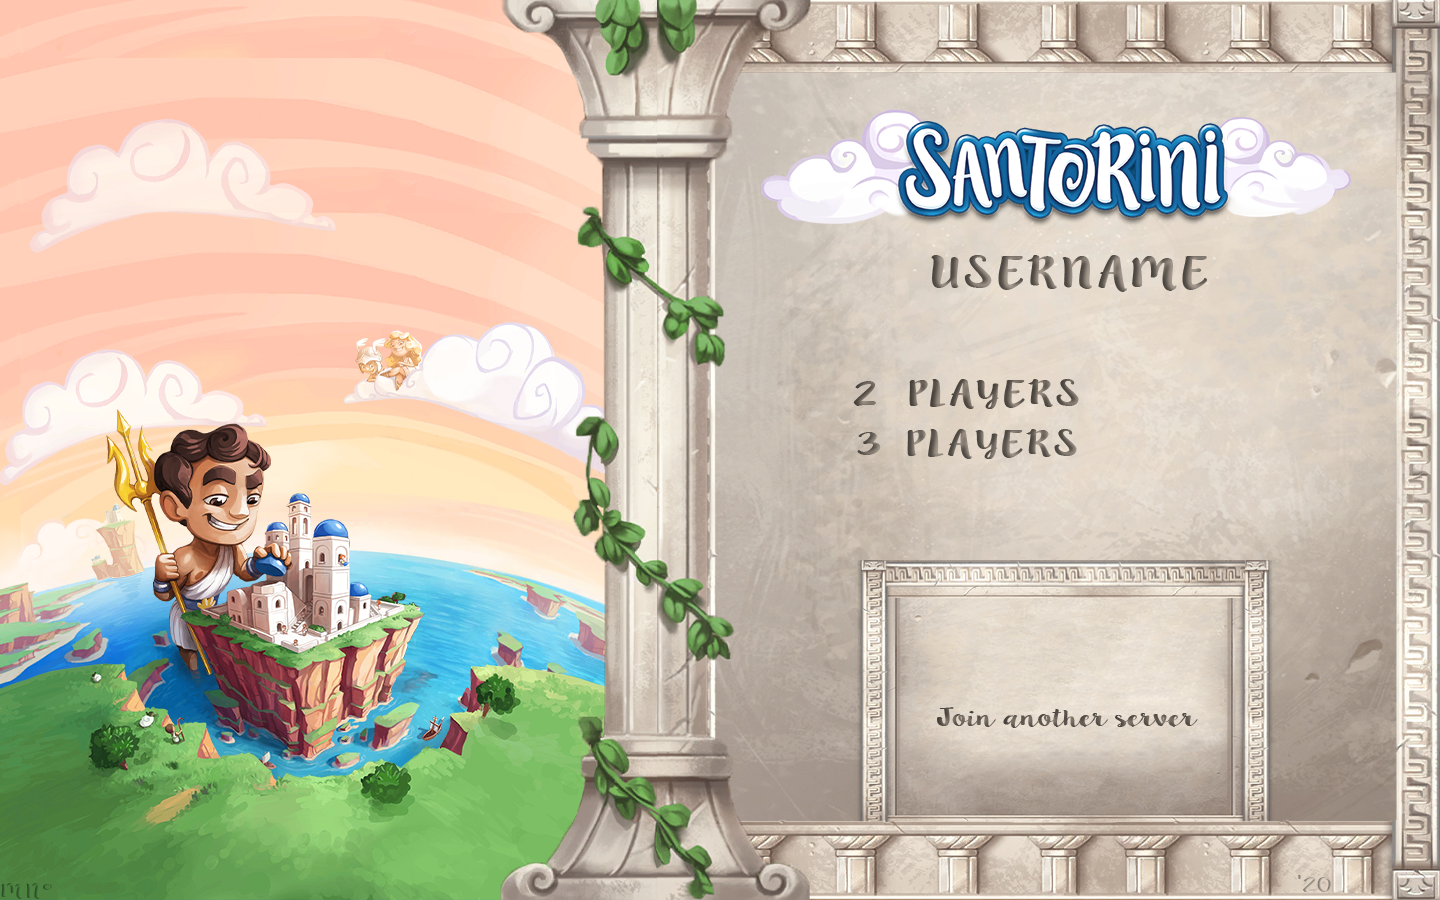 SANTORINI
USERNAME
2 PLAYERS
3 PLAYERS
Join another server
'20